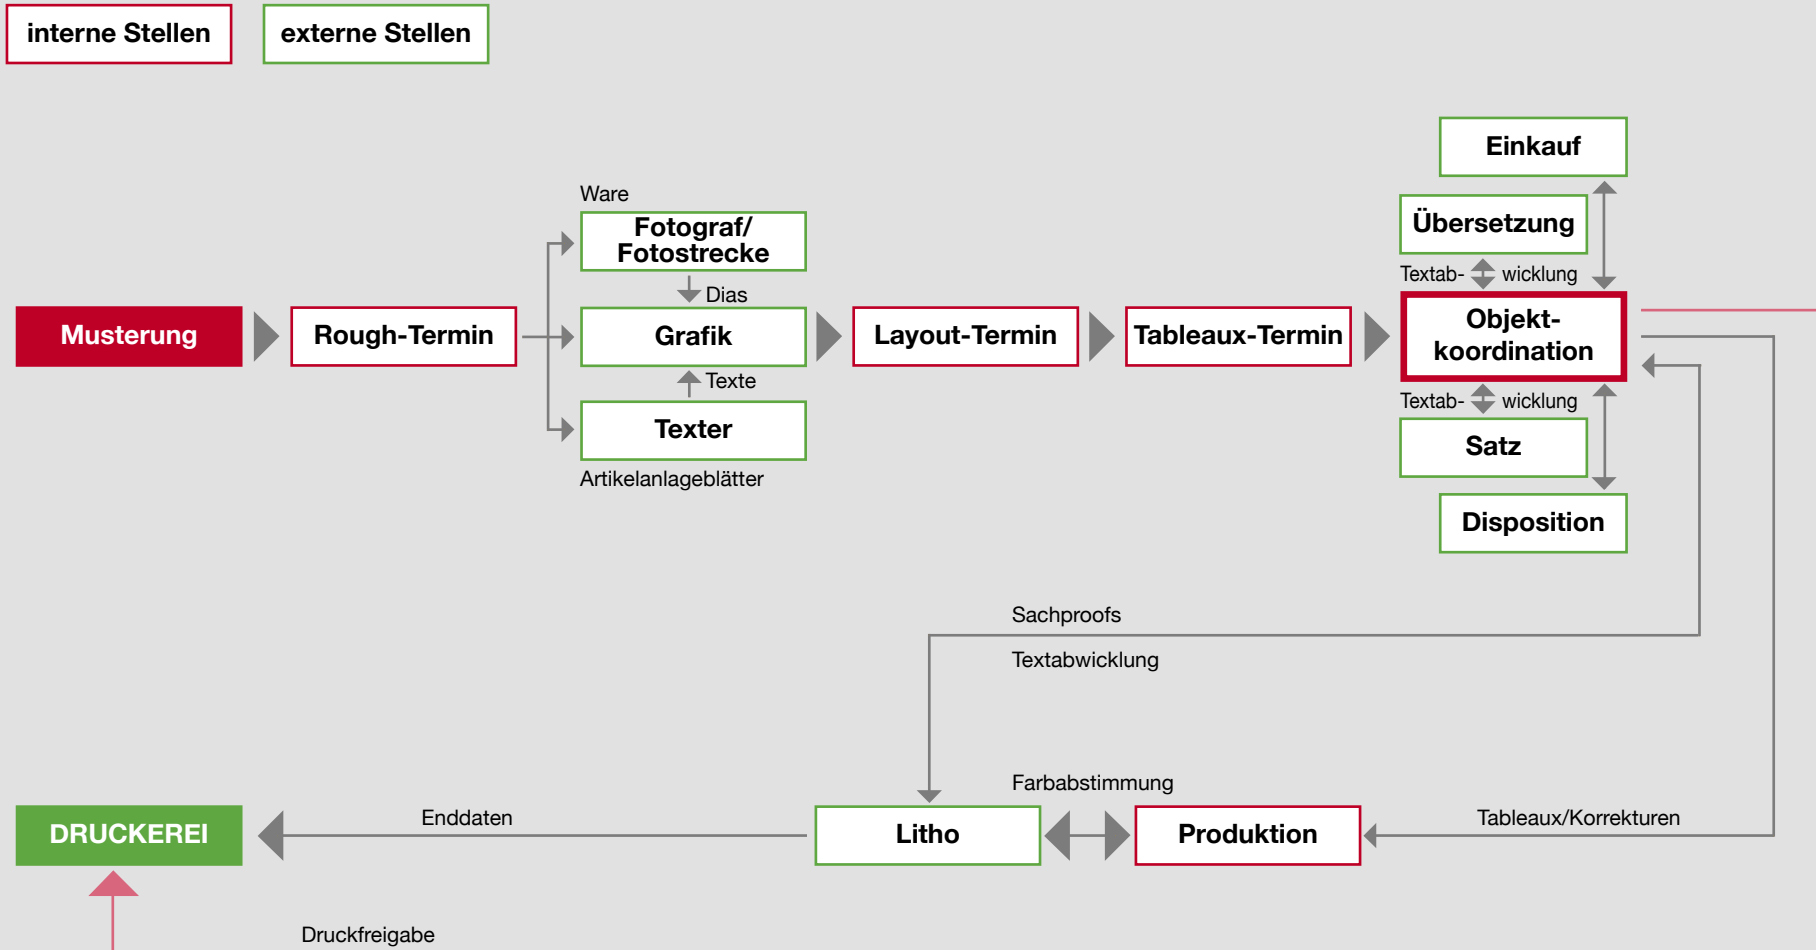 interne Stellen
externe Stellen
Einkauf
Ware
Fotograf/
Fotostrecke
Übersetzung
Textab- wicklung
Dias
Musterung
Rough-Termin
Grafik
Layout-Termin
Tableaux-Termin
Objekt-
koordination
Texte
Textab- wicklung
Texter
Satz
Artikelanlageblätter
Disposition
Sachproofs
Textabwicklung
Farbabstimmung
DRUCKEREI
Enddaten
Litho
Produktion
Tableaux/Korrekturen
Druckfreigabe